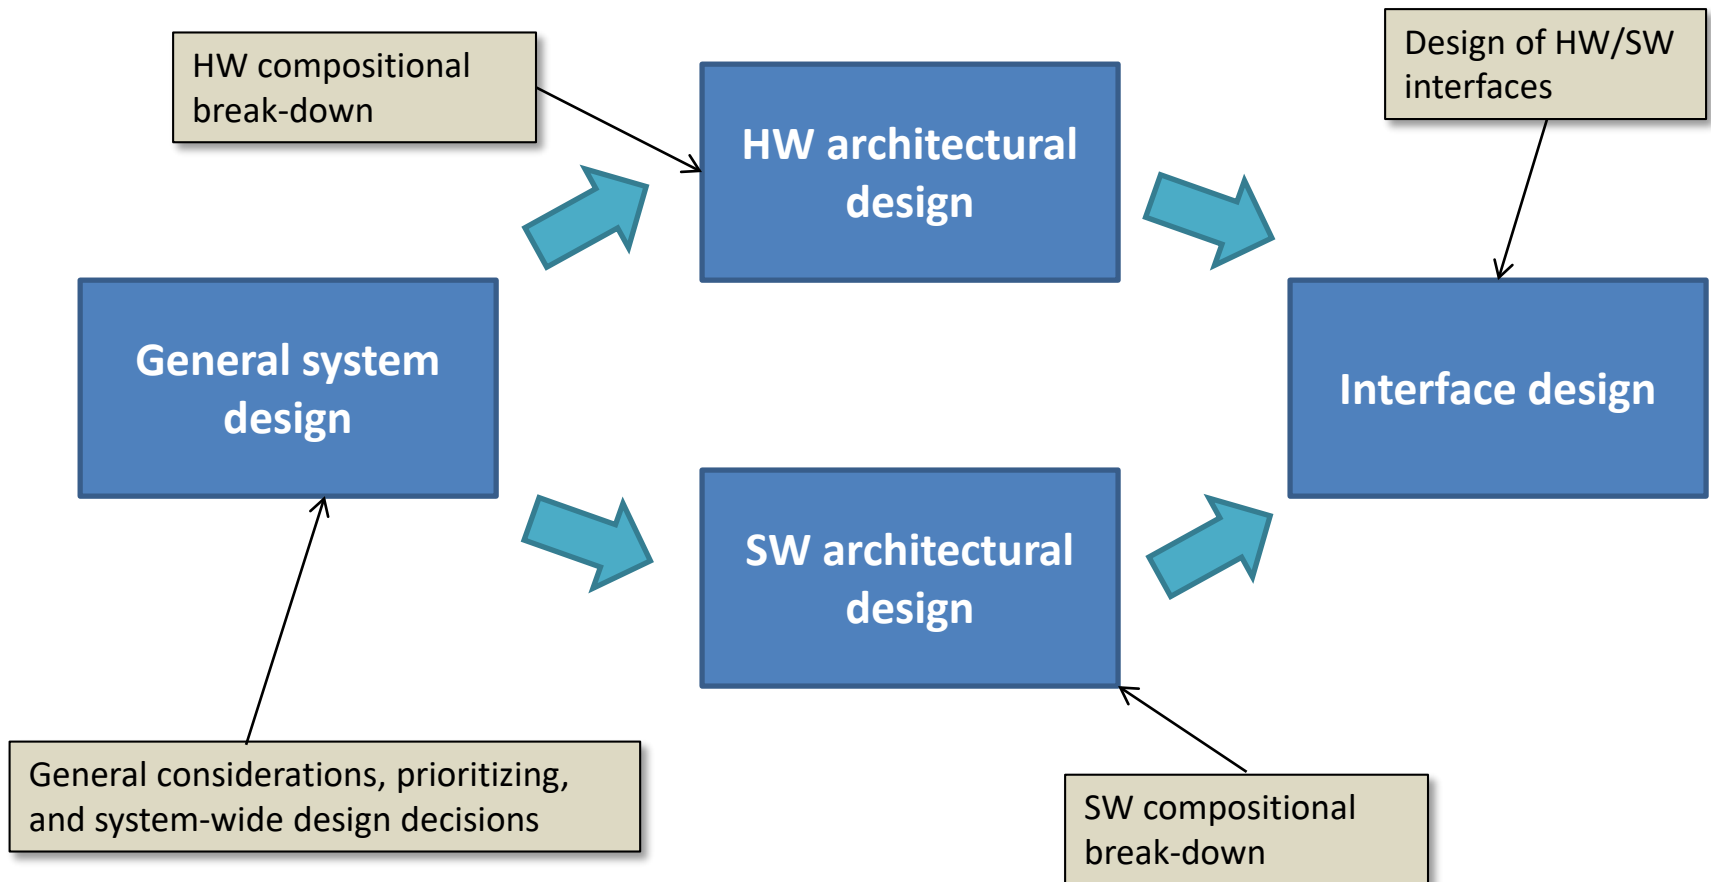 HW compositional
break-down
HW architectural
design
Design of HW/SW
interfaces
General system
design
Interface design
SW architectural
design
General considerations, prioritizing,
and system-wide design decisions
SW compositional
break-down